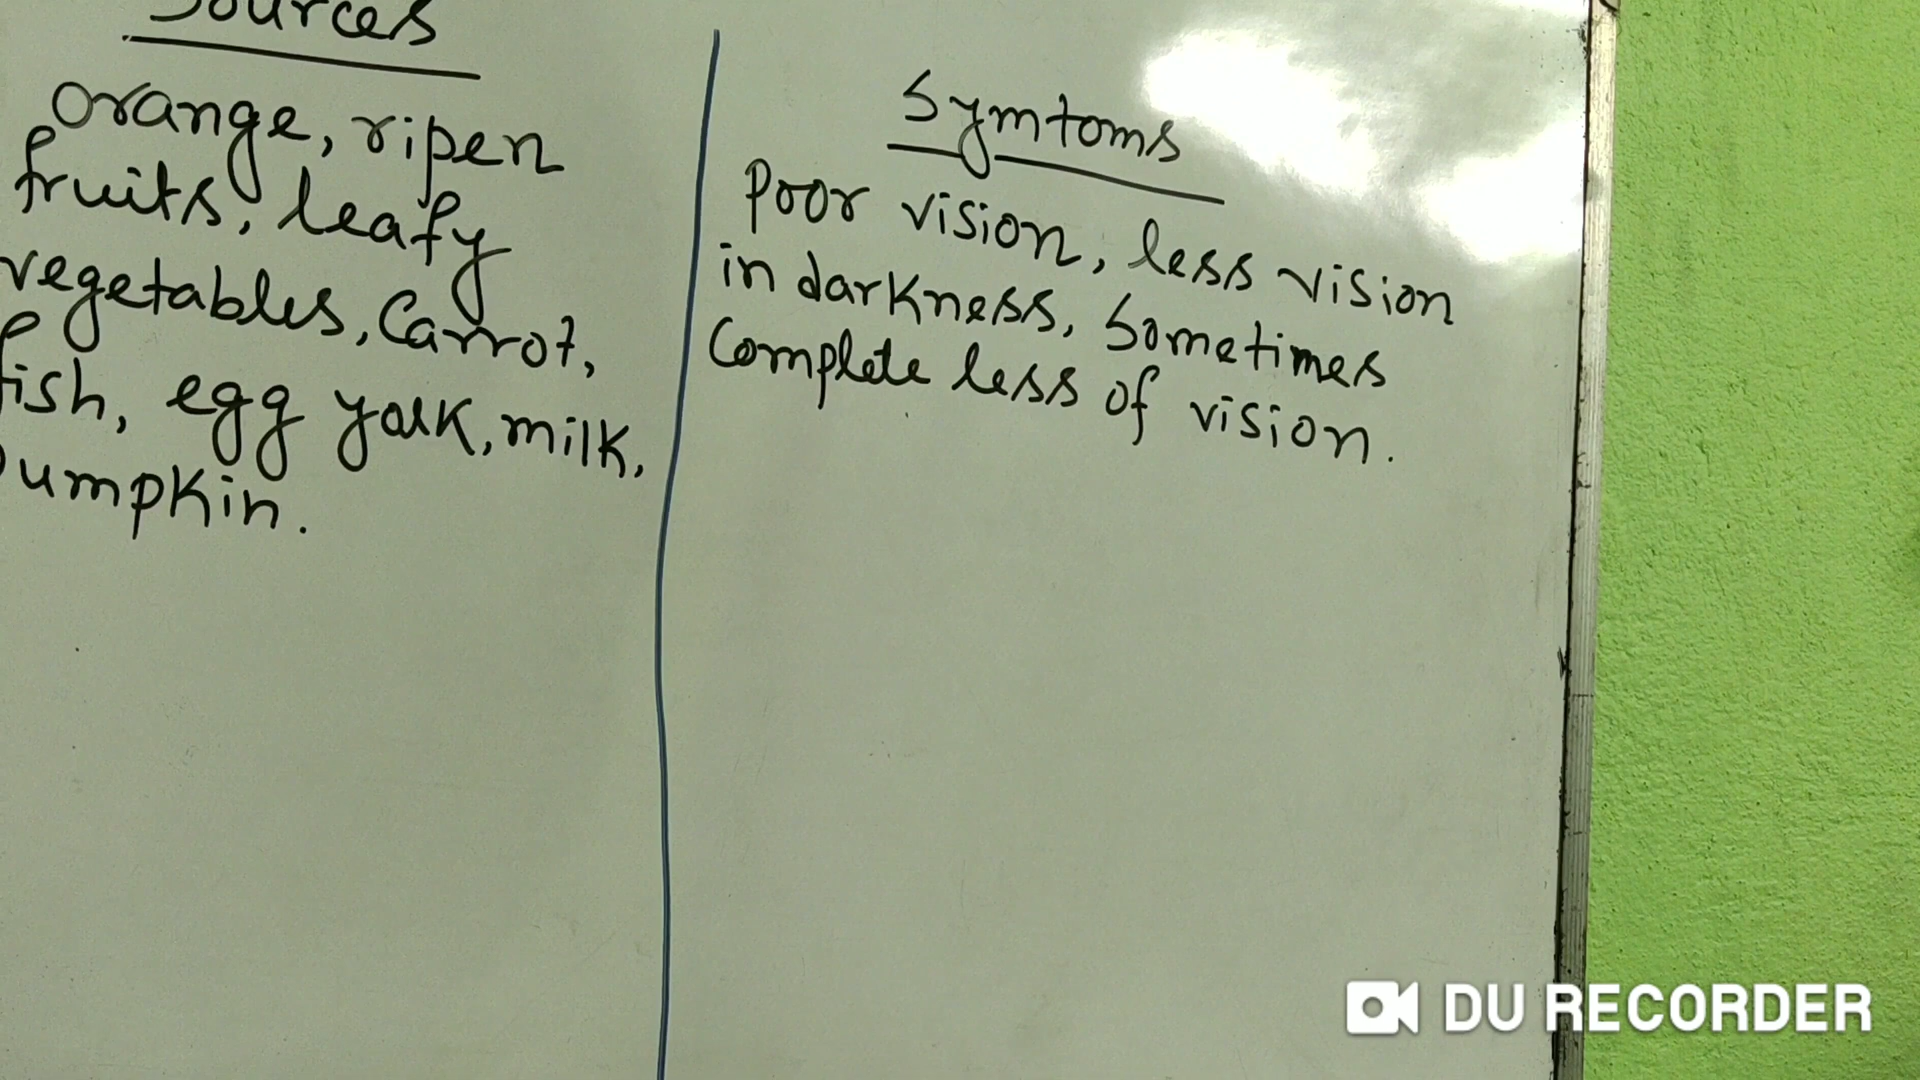 Sources
orange, ripen
fruits, leafy
vegetables, Carrot,
fish, egg yolk, milk,
Pumpkin.
Symtoms
Poor vision, less vision
in darkness, Sometimes
Complete less of vision.
DU RECORDER